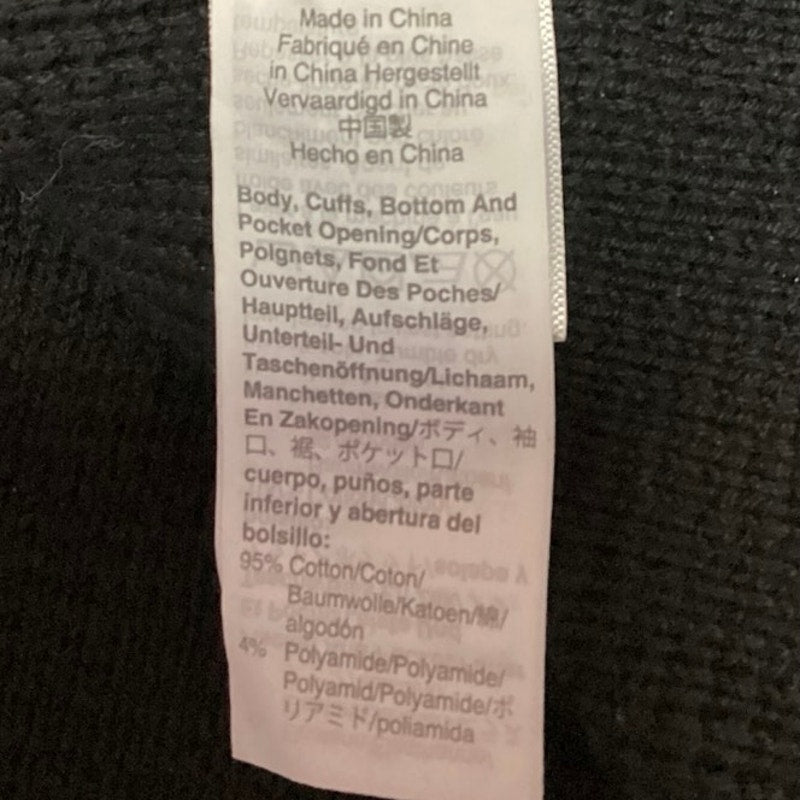 Made in China
Fabriqué en Chine
in China Hergestellt
Vervaardigd in China
中国製
Hecho en China
Body, Cuffs, Bottom And
Pocket Opening/Corps,
Poignets, Fond Et
Ouverture Des Poches/
Hauptteil, Aufschläge,
Unterteil- Und
Taschenöffnung/Lichaam,
Manchetten, Onderkant
En Zakopening/ボディ、袖
口、裾、ポケット口/
cuerpo, puños, parte
inferior y abertura del
bolsillo:
95% Cotton/Coton/
Baumwolle/Katoen/綿/
algodón
4% Polyamide/Polyamide/
Polyamid/Polyamide/ポ
リアミド/poliamida